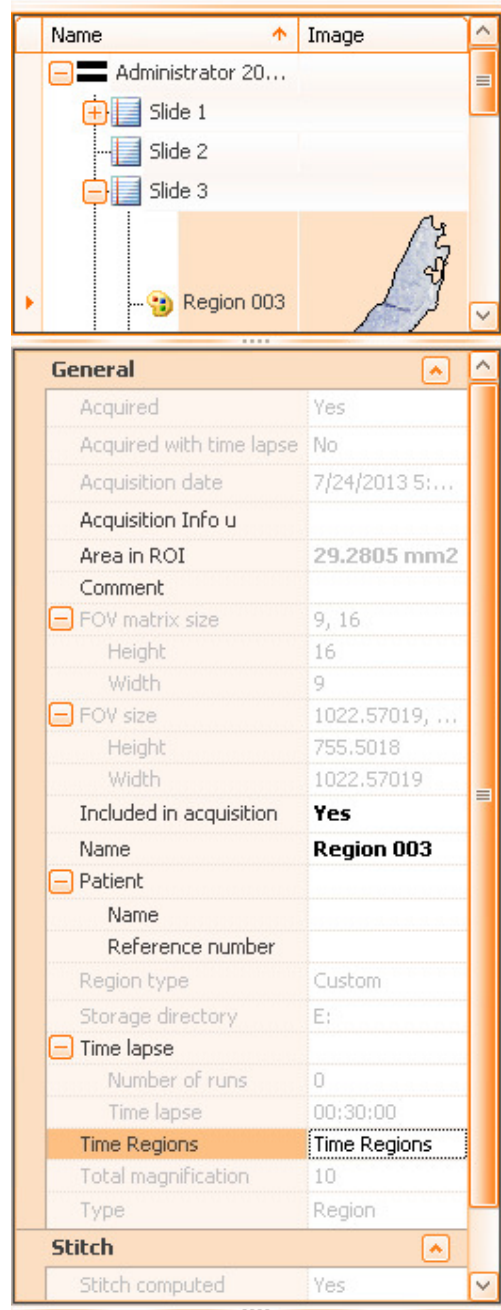 Name Image
Administrator 20...
Slide 1
Slide 2
Slide 3
Region 003
General
Acquired Yes
Acquired with time lapse No
Acquisition date 7/24/2013 5:...
Acquisition Info u
Area in ROI 29.2805 mm2
Comment
FOV matrix size 9, 16
Height 16
Width 9
FOV size 1022.57019, ...
Height 755.5018
Width 1022.57019
Included in acquisition Yes
Name Region 003
Patient
Name
Reference number
Region type Custom
Storage directory E:
Time lapse
Number of runs 0
Time lapse 00:30:00
Time Regions Time Regions
Total magnification 10
Type Region
Stitch
Stitch computed Yes